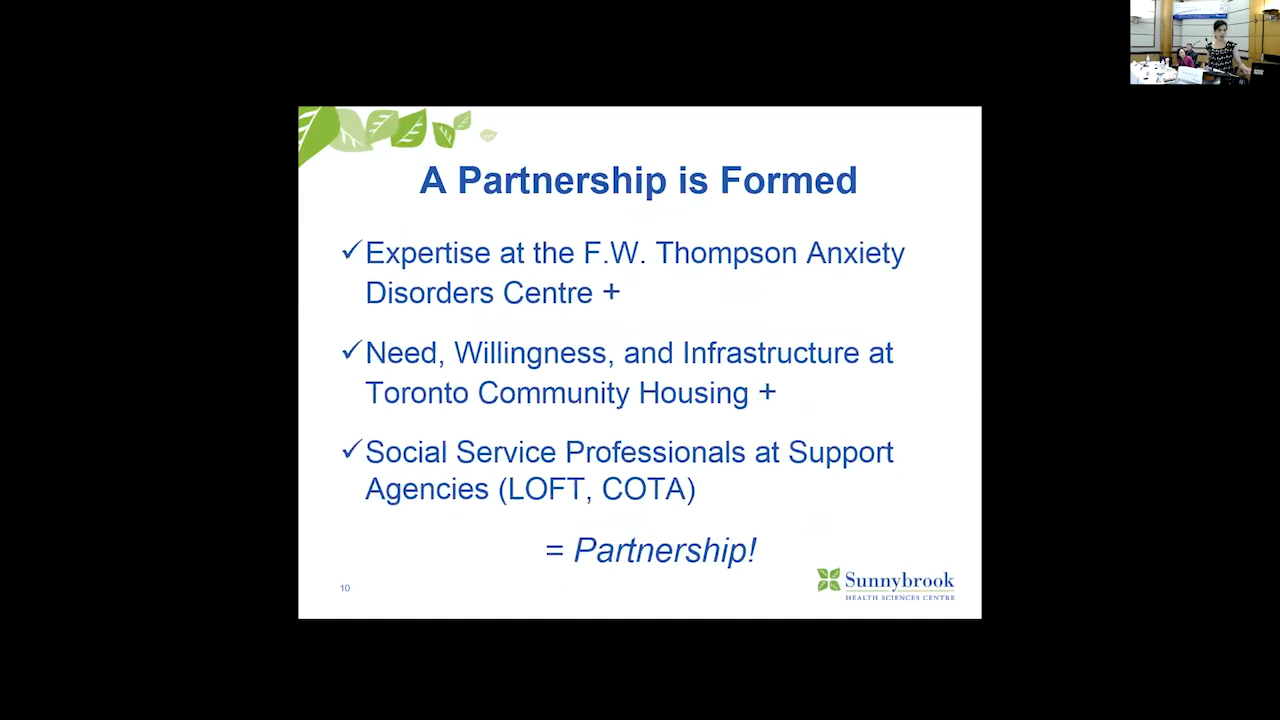 A Partnership is Formed
✓Expertise at the F.W. Thompson Anxiety
Disorders Centre +
✓Need, Willingness, and Infrastructure at
Toronto Community Housing +
✓Social Service Professionals at Support
Agencies (LOFT, COTA)
= Partnership!
10
Sunnybrook
HEALTH SCIENCES CENTRE